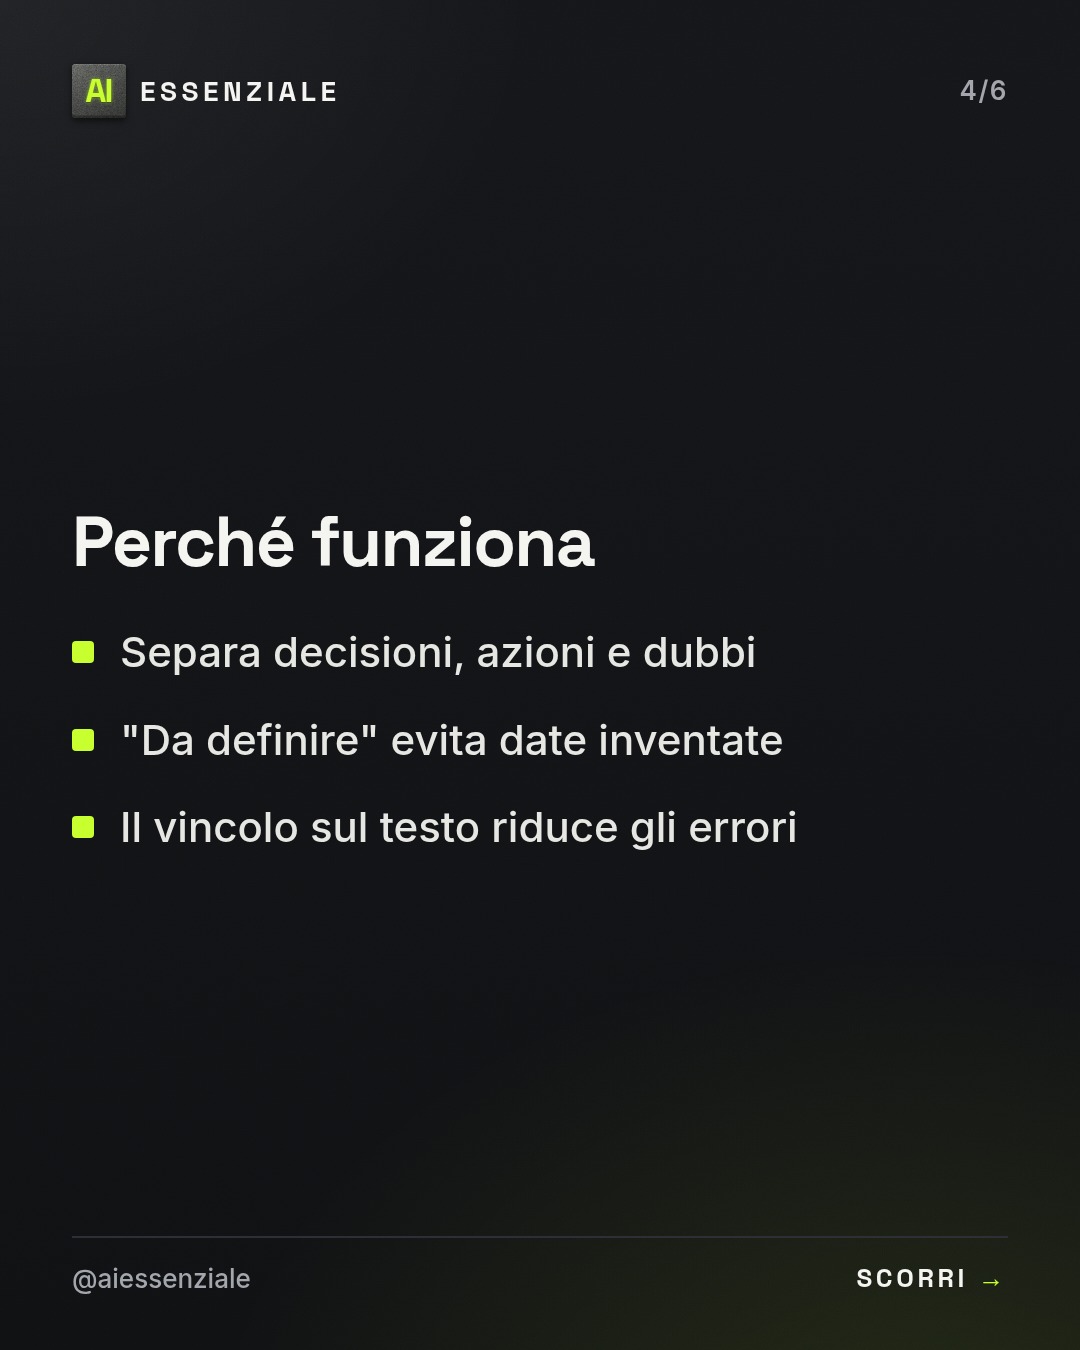 AI ESSENZIALE
4/6
Perché funziona
Separa decisioni, azioni e dubbi
"Da definire" evita date inventate
Il vincolo sul testo riduce gli errori
@aiessenziale
SCORRI →